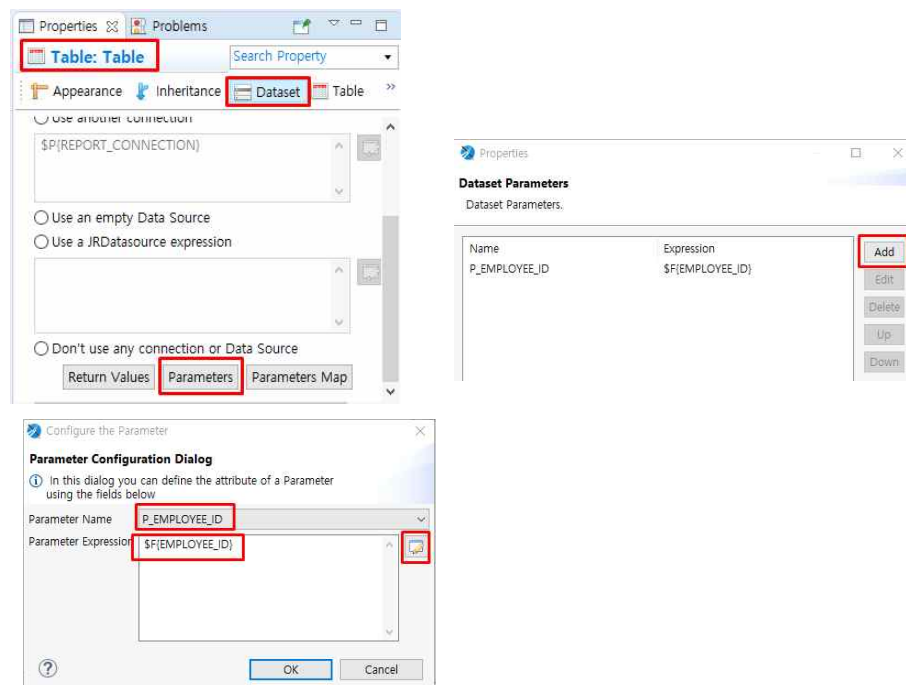 Properties Problems
Table: Table Search Property
Appearance Inheritance Dataset Table »
Use another connection
$P{REPORT_CONNECTION}
Use an empty Data Source
Use a JRDatasource expression
Don't use any connection or Data Source
Return Values Parameters Parameters Map
Properties
Dataset Parameters
Dataset Parameters.
Name Expression
P_EMPLOYEE_ID $F{EMPLOYEE_ID}
Add
Edit
Delete
Up
Down
Configure the Parameter
Parameter Configuration Dialog
In this dialog you can define the attribute of a Parameter
using the fields below
Parameter Name P_EMPLOYEE_ID
Parameter Expression $F{EMPLOYEE_ID}
OK Cancel